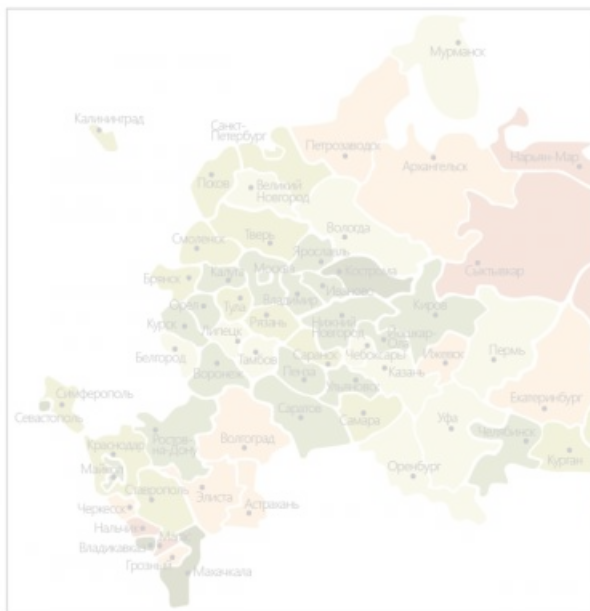 Мурманск
Калининград
Санкт-
Петербург
Петрозаводск
Архангельск
Нарьян-Мар
Псков
Великий
Новгород
Вологда
Смоленск
Тверь
Ярославль
Сыктывкар
Брянск
Калуга
Москва
Кострома
Орел
Тула
Владимир
Иваново
Киров
Курск
Рязань
Нижний
Новгород
Йошкар-
Ола
Липецк
Белгород
Тамбов
Саранск
Чебоксары
Ижевск
Пермь
Воронеж
Пенза
Ульяновск
Казань
Симферополь
Севастополь
Саратов
Самара
Екатеринбург
Краснодар
Ростов-
на-Дону
Волгоград
Уфа
Челябинск
Курган
Майкоп
Оренбург
Ставрополь
Элиста
Черкесск
Астрахань
Нальчик
Владикавказ
Грозный
Махачкала